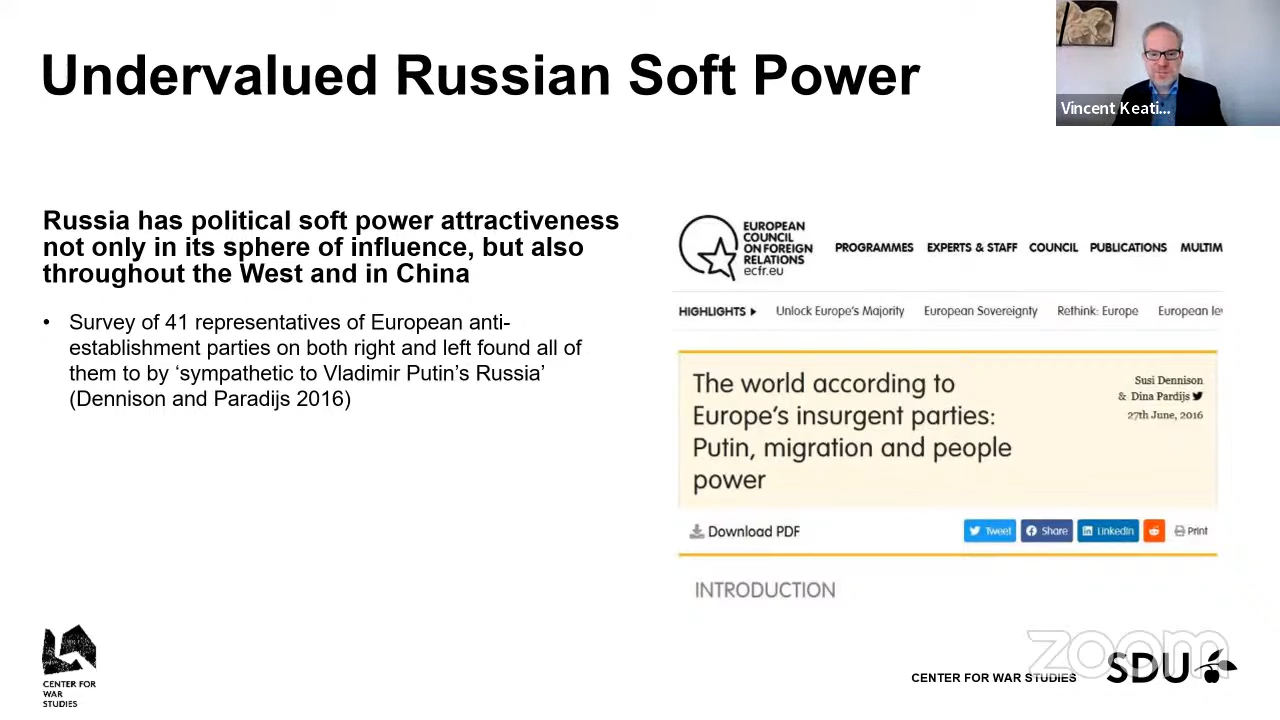 Undervalued Russian Soft Power
Vincent Keati...
Russia has political soft power attractiveness
not only in its sphere of influence, but also
throughout the West and in China
• Survey of 41 representatives of European anti-
establishment parties on both right and left found all of
them to by ‘sympathetic to Vladimir Putin’s Russia’
(Dennison and Paradijs 2016)
EUROPEAN
COUNCIL
ON FOREIGN
RELATIONS
ecfr.eu
PROGRAMMES EXPERTS & STAFF COUNCIL PUBLICATIONS MULTIM
HIGHLIGHTS Unlock Europe's Majority European Sovereignty Rethink: Europe European le
The world according to
Europe's insurgent parties:
Putin, migration and people
power
Susi Dennison
& Dina Pardijs
27th June, 2016
Download PDF
Tweet Share LinkedIn Print
INTRODUCTION
CENTER FOR
WAR
STUDIES
zoom
CENTER FOR WAR STUDIES
SDU